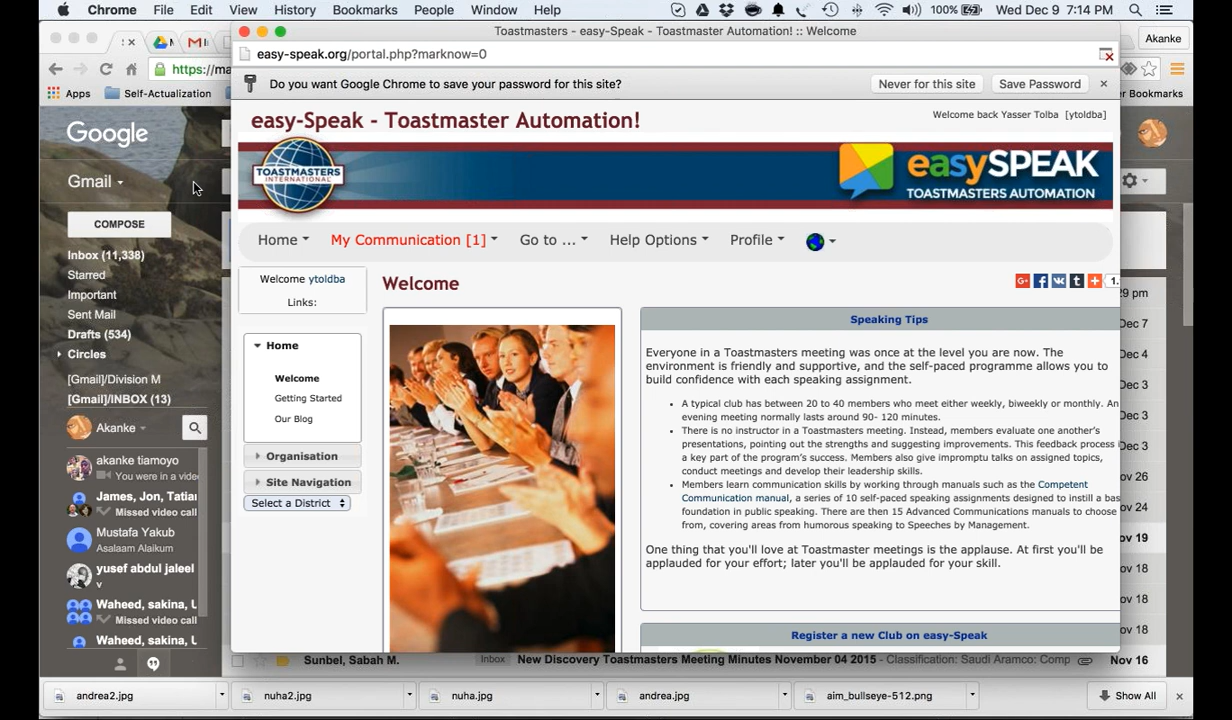 Chrome File Edit View History Bookmarks People Window Help 100% Wed Dec 9 7:14 PM
Toastmasters - easy-Speak - Toastmaster Automation! :: Welcome
Akanke
easy-speak.org/portal.php?marknow=0
https://ma
Do you want Google Chrome to save your password for this site? Never for this site Save Password
Apps Self-Actualization r Bookmarks
easy-Speak - Toastmaster Automation! Welcome back Yasser Tolba [ytoldba]
Google
TOASTMASTERS INTERNATIONAL
easySPEAK
TOASTMASTERS AUTOMATION
Gmail
COMPOSE
Home My Communication [1] Go to ... Help Options Profile
Inbox (11,338)
Starred
Important
Sent Mail
Drafts (534)
Circles
[Gmail]/Division M
[Gmail]/INBOX (13)
Akanke
akanke tiamoyo
You were in a vide
James, Jon, Tatia
Missed video call
Mustafa Yakub
Asalaam Alaikum
yusef abdul jaleel
v
Waheed, sakina, U
Missed video call
Waheed, sakina, U
Welcome ytoldba
Links:
Home
Welcome
Getting Started
Our Blog
Organisation
Site Navigation
Select a District
Welcome
1.
Speaking Tips
Everyone in a Toastmasters meeting was once at the level you are now. The
environment is friendly and supportive, and the self-paced programme allows you to
build confidence with each speaking assignment.
A typical club has between 20 to 40 members who meet either weekly, biweekly or monthly. An
evening meeting normally lasts around 90- 120 minutes.
There is no instructor in a Toastmasters meeting. Instead, members evaluate one another's
presentations, pointing out the strengths and suggesting improvements. This feedback process i
a key part of the program's success. Members also give impromptu talks on assigned topics,
conduct meetings and develop their leadership skills.
Members learn communication skills by working through manuals such as the Competent
Communication manual, a series of 10 self-paced speaking assignments designed to instill a bas
foundation in public speaking. There are then 15 Advanced Communications manuals to choose
from, covering areas from humorous speaking to Speeches by Management.
One thing that you'll love at Toastmaster meetings is the applause. At first you'll be
applauded for your effort; later you'll be applauded for your skill.
Register a new Club on easy-Speak
29 pm
Dec 7
Dec 4
Dec 3
Dec 3
Dec 3
ov 26
ov 24
ov 19
ov 18
ov 18
ov 18
Sunbel, Sabah M. Inbox New Discovery Toastmasters Meeting Minutes November 04 2015 - Classification: Saudi Aramco: Comp Nov 16
andrea2.jpg nuha2.jpg nuha.jpg andrea.jpg aim_bullseye-512.png Show All